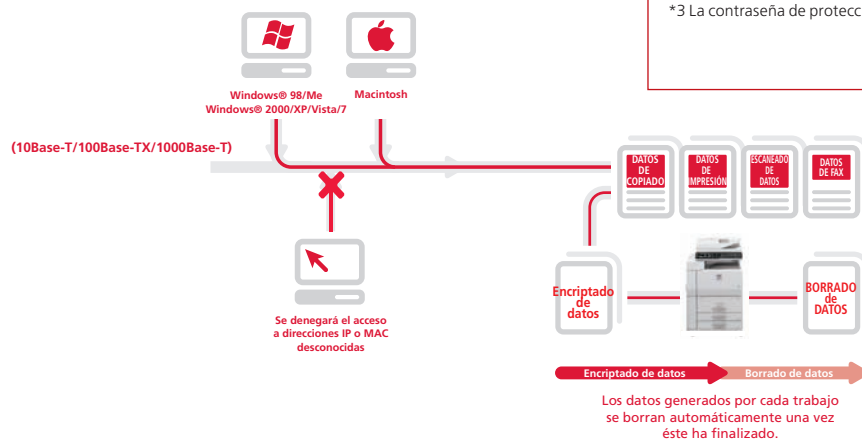 *3 La contraseña de protecc
Windows® 98/Me
Windows® 2000/XP/Vista/7
Macintosh
(10Base-T/100Base-TX/1000Base-T)
DATOS
DE
COPIADO
DATOS
DE
IMPRESIÓN
ESCANEADO
DE
DATOS
DATOS
DE FAX
Se denegará el acceso
a direcciones IP o MAC
desconocidas
Encriptado
de
datos
BORRADO
de
DATOS
Encriptado de datos
Borrado de datos
Los datos generados por cada trabajo
se borran automáticamente una vez
éste ha finalizado.